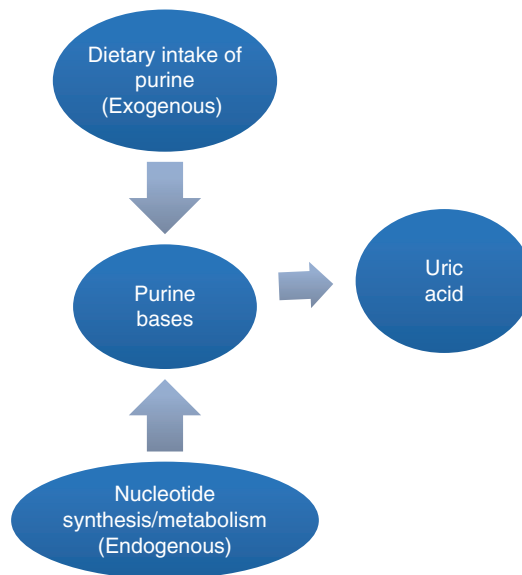 Dietary intake of
purine
(Exogenous)
Purine
bases
Uric
acid
Nucleotide
synthesis/metabolism
(Endogenous)